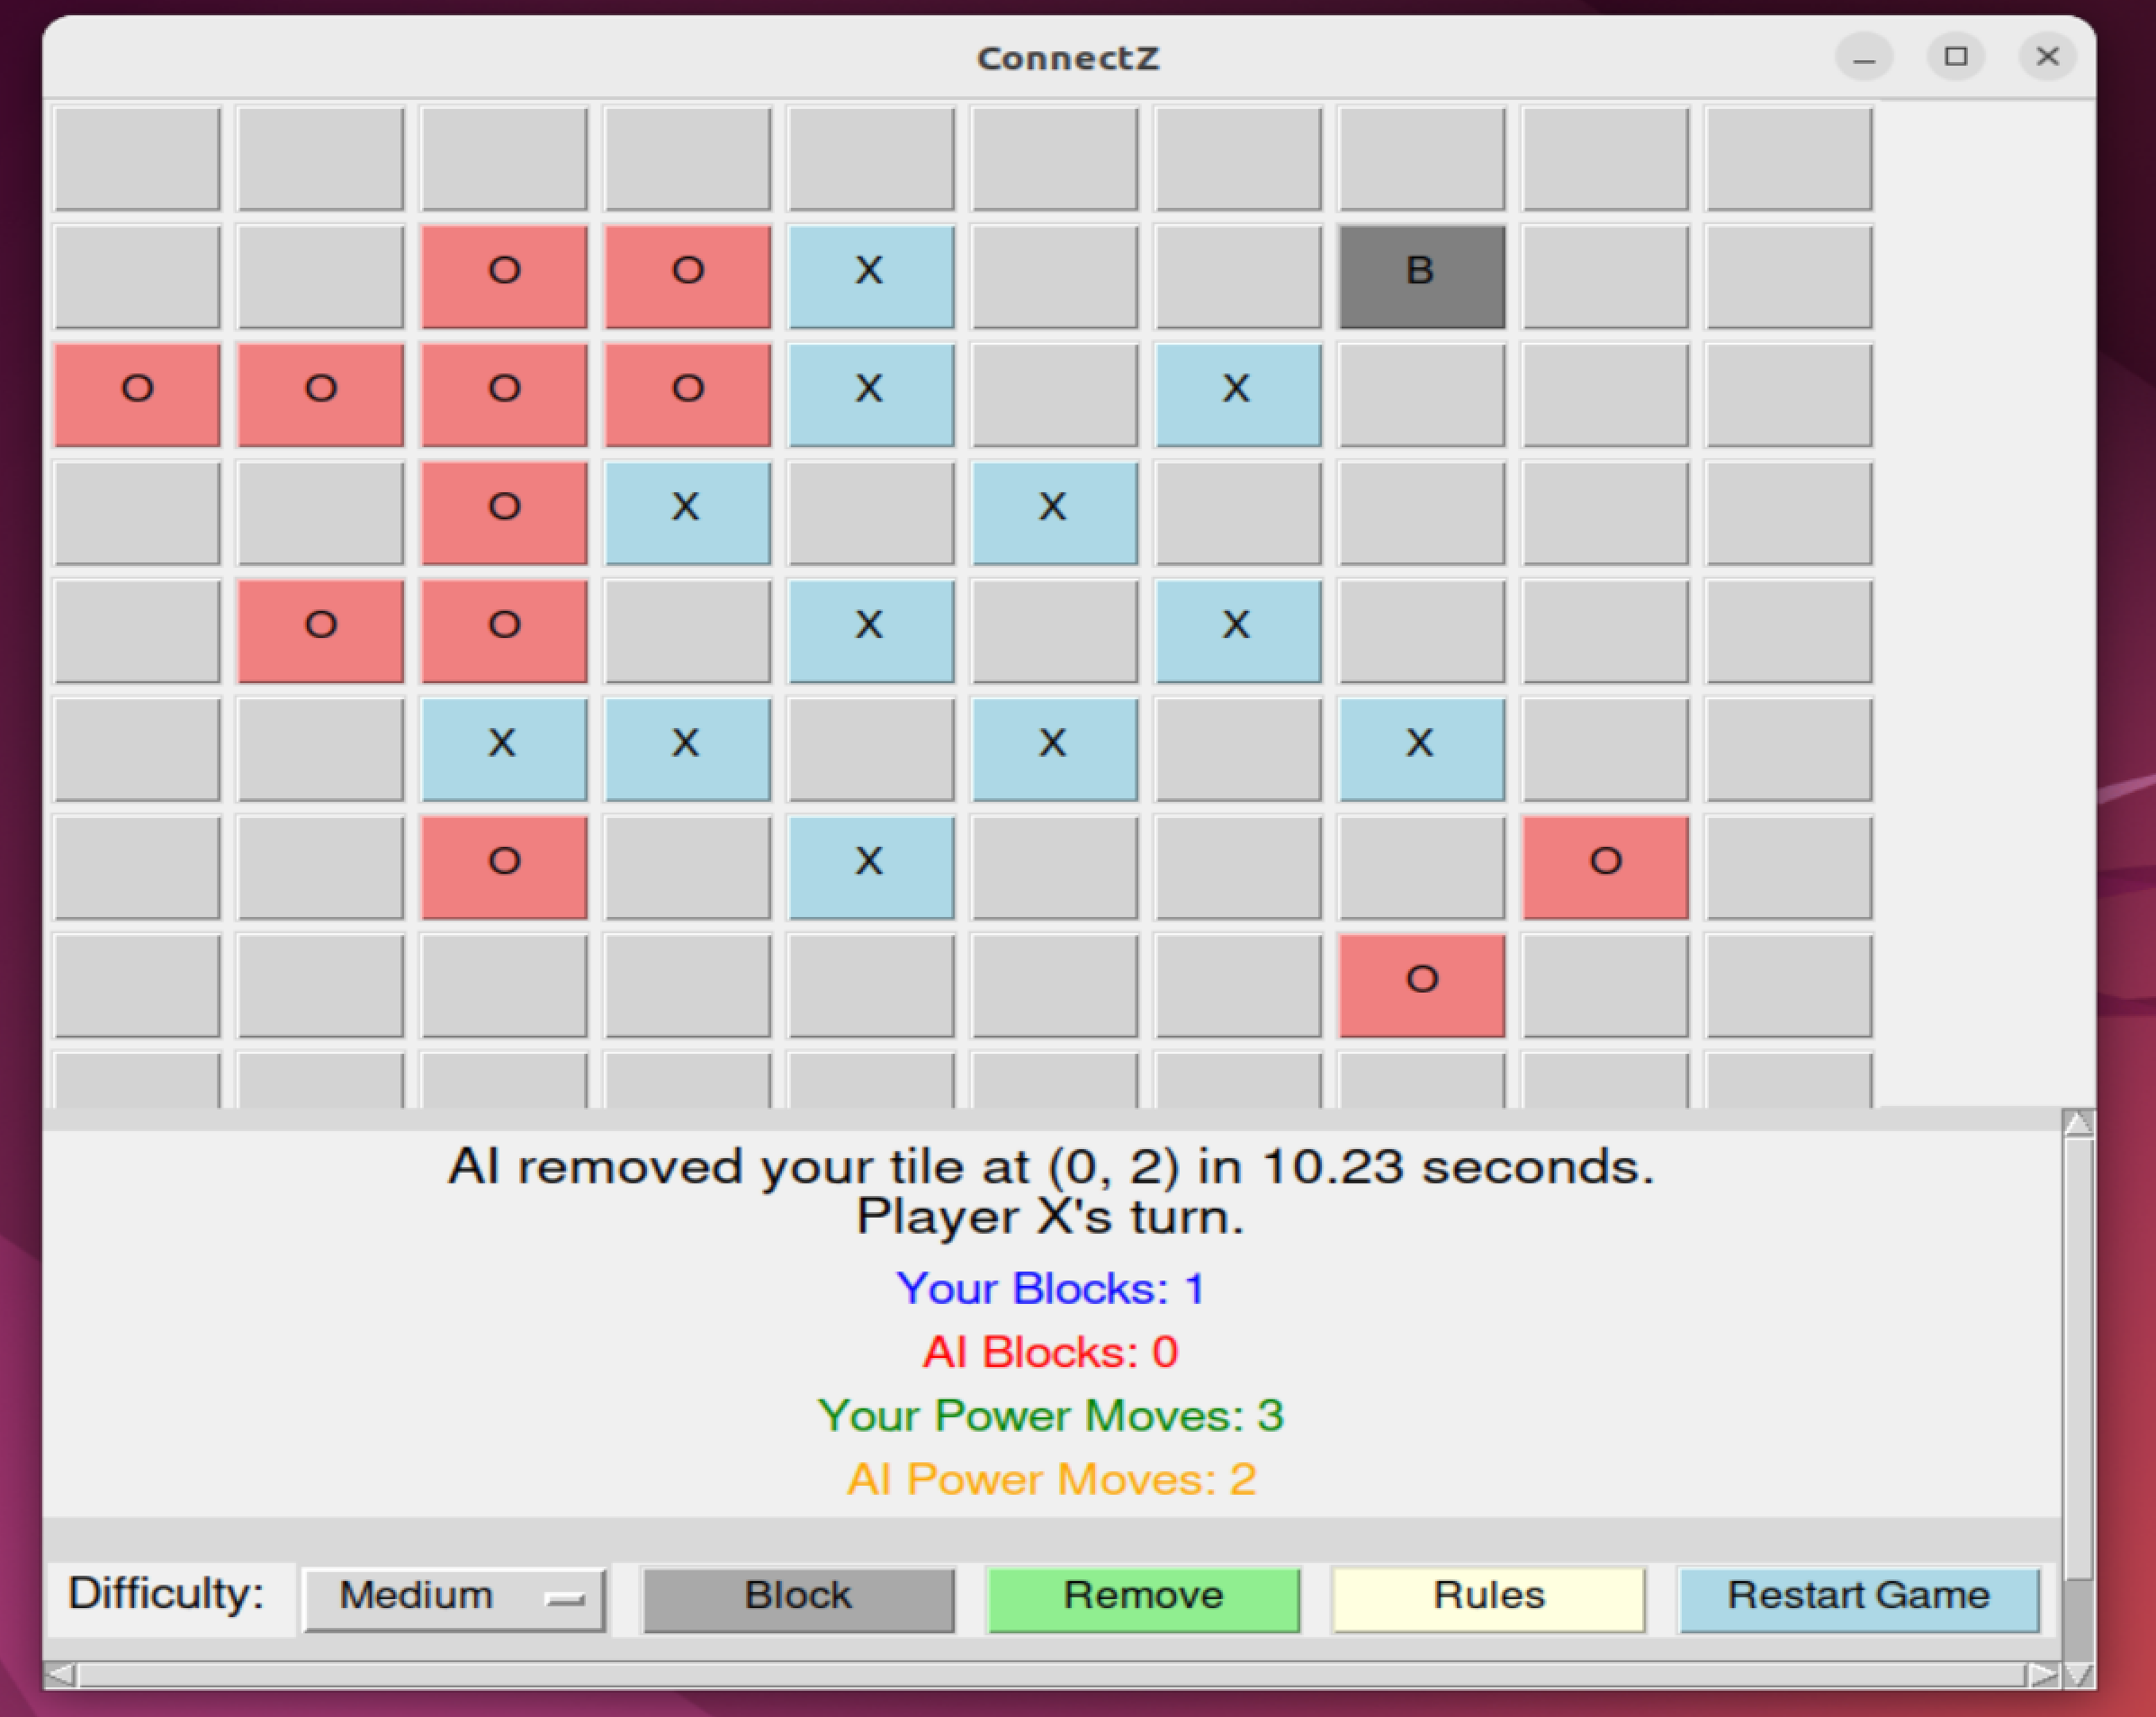 ConnectZ
O O X B
O O O O X X
O X X
O O X X
X X X X
O X O
O
AI removed your tile at (0, 2) in 10.23 seconds.
Player X's turn.
Your Blocks: 1
AI Blocks: 0
Your Power Moves: 3
AI Power Moves: 2
Difficulty: Medium Block Remove Rules Restart Game